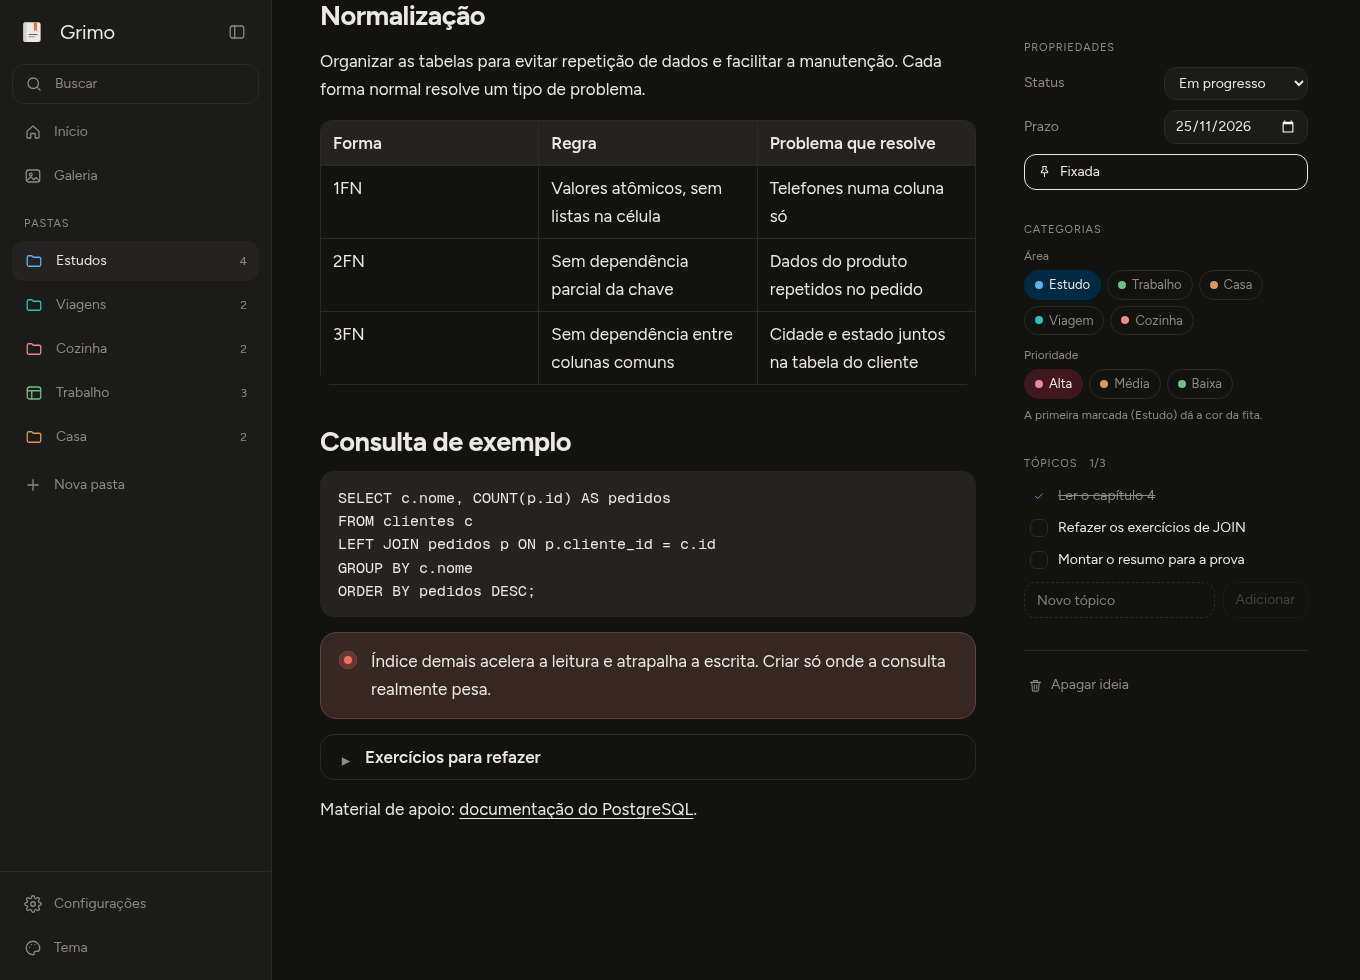 Grimo
Buscar
Início
Galeria
PASTAS
Estudos 4
Viagens 2
Cozinha 2
Trabalho 3
Casa 2
Nova pasta
Configurações
Tema
Normalização
Organizar as tabelas para evitar repetição de dados e facilitar a manutenção. Cada
forma normal resolve um tipo de problema.
Forma Regra Problema que resolve
1FN Valores atômicos, sem Telefones numa coluna
listas na célula só
2FN Sem dependência Dados do produto
parcial da chave repetidos no pedido
3FN Sem dependência entre Cidade e estado juntos
colunas comuns na tabela do cliente
Consulta de exemplo
SELECT c.nome, COUNT(p.id) AS pedidos
FROM clientes c
LEFT JOIN pedidos p ON p.cliente_id = c.id
GROUP BY c.nome
ORDER BY pedidos DESC;
Índice demais acelera a leitura e atrapalha a escrita. Criar só onde a consulta
realmente pesa.
Exercícios para refazer
Material de apoio: documentação do PostgreSQL.
PROPRIEDADES
Status Em progresso
Prazo 25/11/2026
Fixada
CATEGORIAS
Área
Estudo Trabalho Casa
Viagem Cozinha
Prioridade
Alta Média Baixa
A primeira marcada (Estudo) dá a cor da fita.
TÓPICOS 1/3
Ler o capítulo 4
Refazer os exercícios de JOIN
Montar o resumo para a prova
Novo tópico Adicionar
Apagar ideia